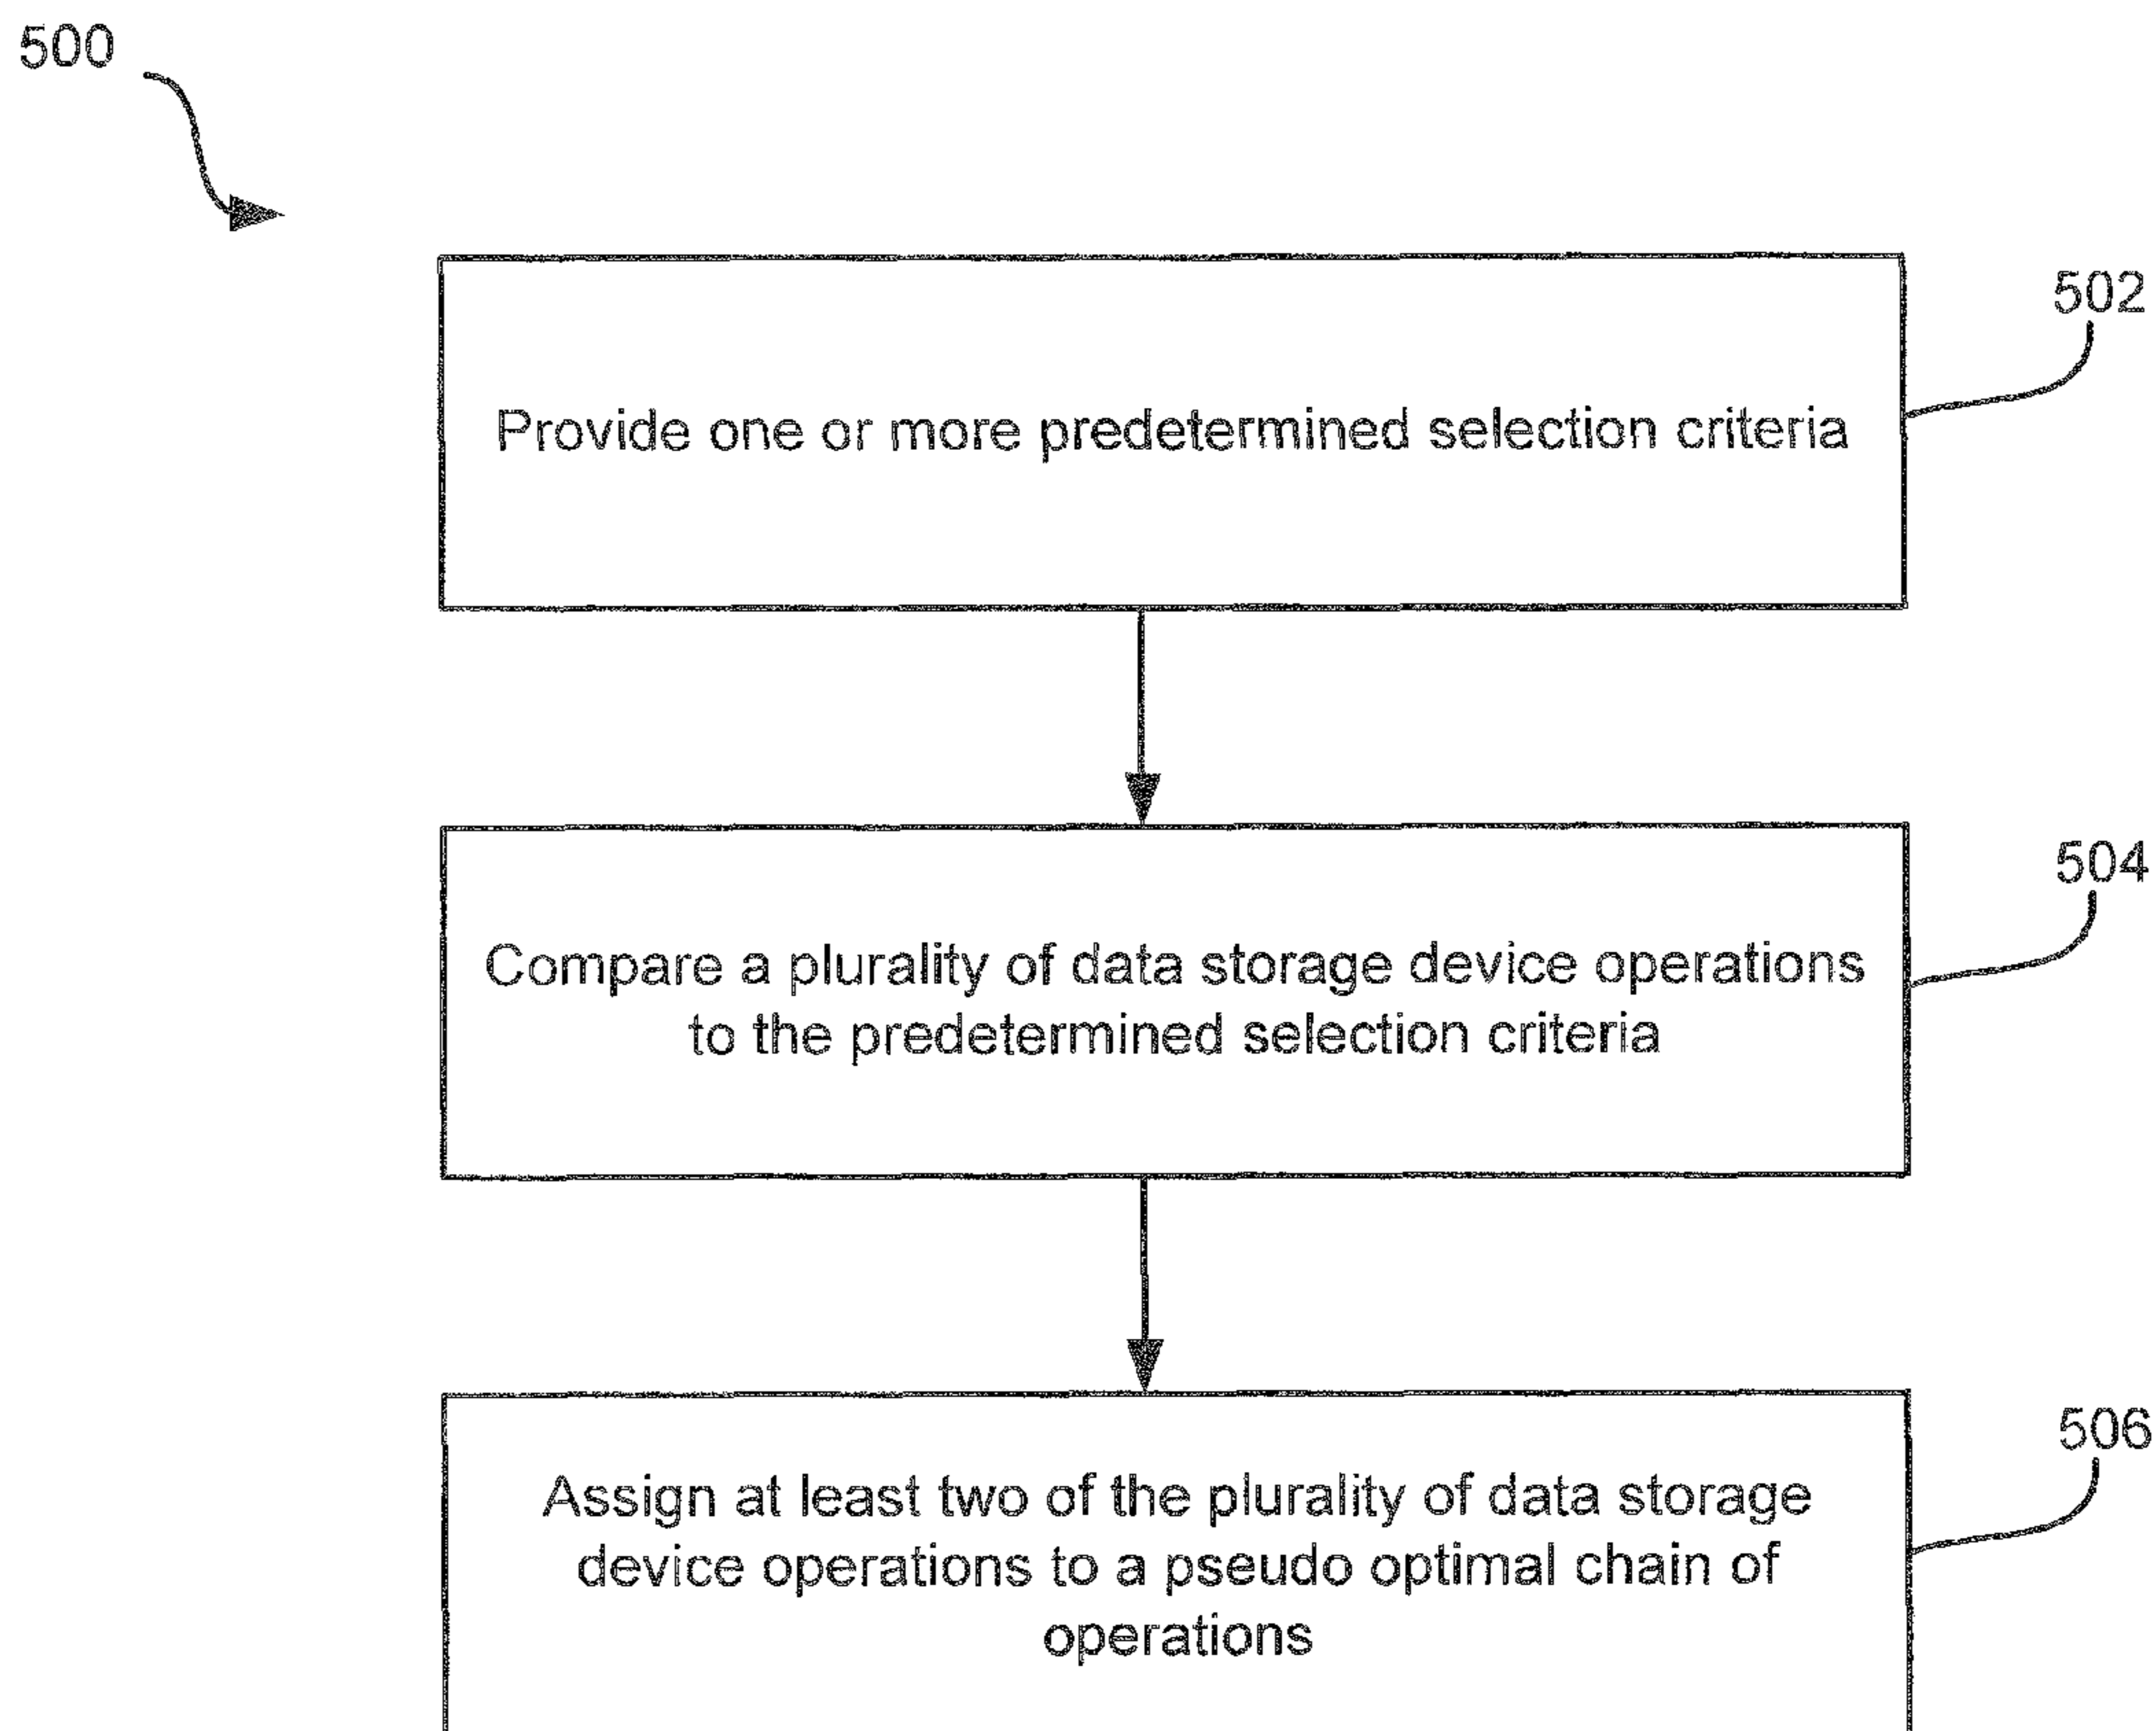 500
502
Provide one or more predetermined selection criteria
504
Compare a plurality of data storage device operations
to the predetermined selection criteria
506
Assign at least two of the plurality of data storage
device operations to a pseudo optimal chain of
operations